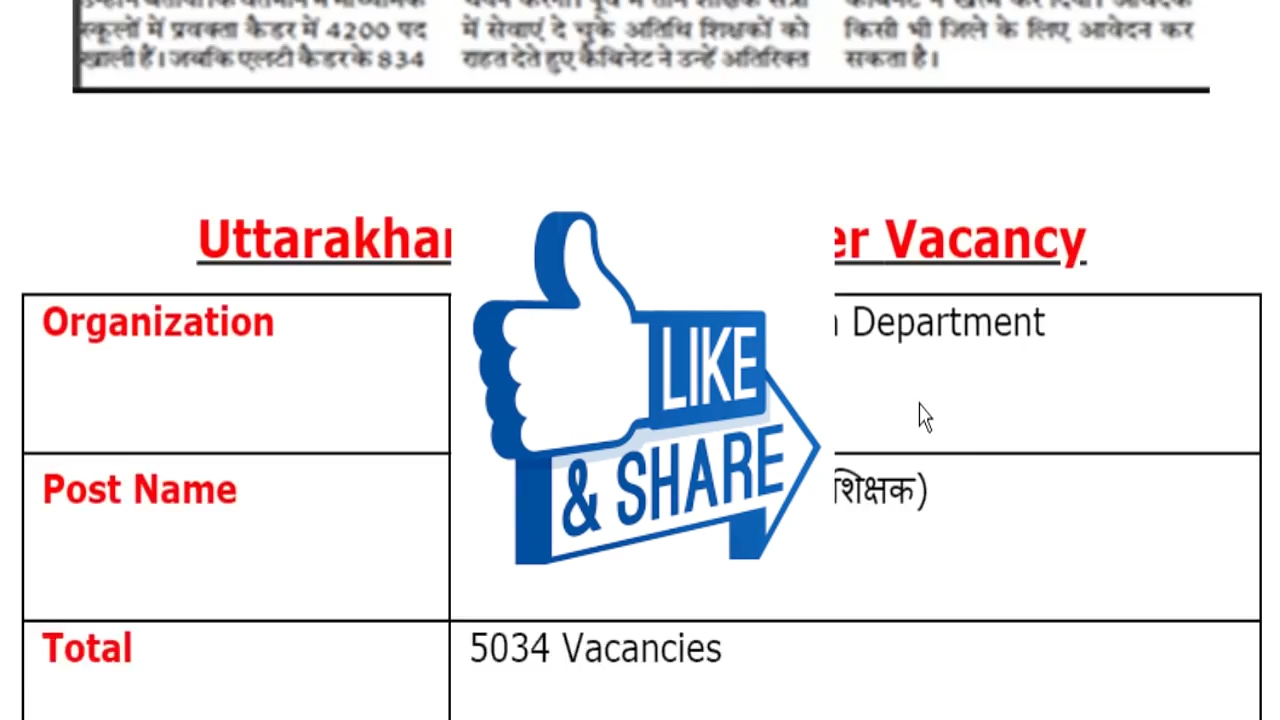 स्कूलों में प्रवक्ता कैडर में 4200 पद
खाली हैं। जबकि एलटी कैडर के 834
में सेवाएं दे चुके अतिथि शिक्षकों को
राहत देते हुए कैबिनेट ने उन्हें अतिरिक्त
किसी भी जिले के लिए आवेदन कर
सकता है।
Uttarakhan
er Vacancy
Organization
n Department
LIKE
& SHARE
Post Name
शिक्षक)
Total
5034 Vacancies